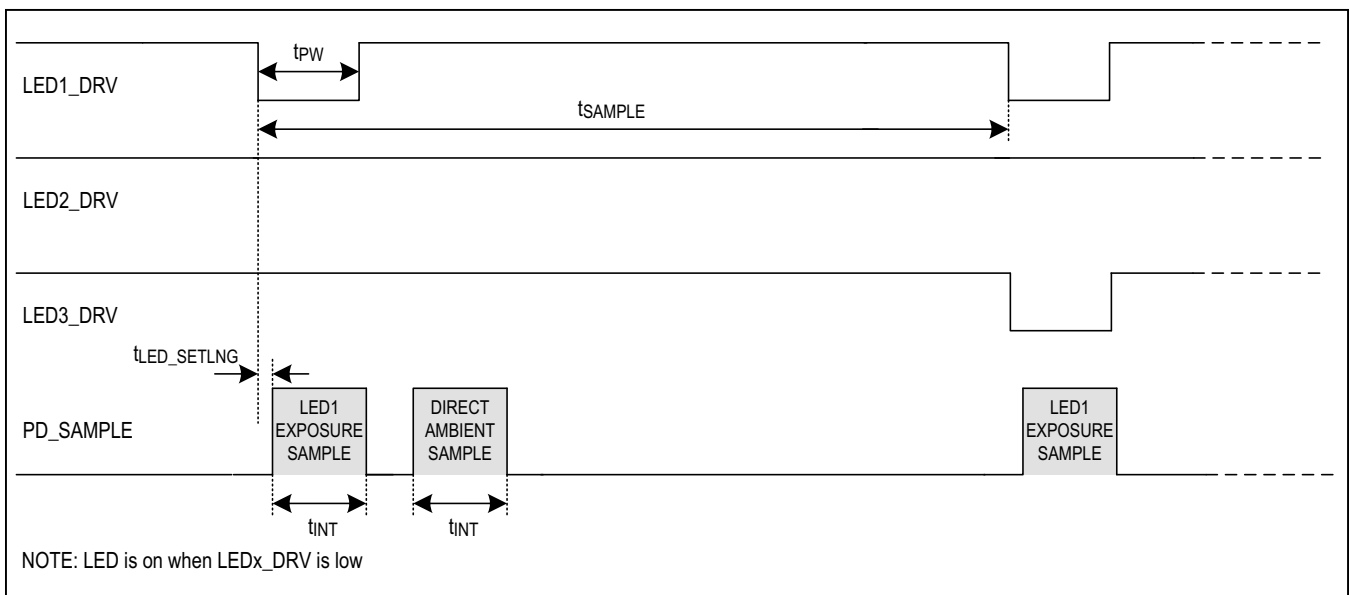 tPW
LED1_DRV
tSAMPLE
LED2_DRV
LED3_DRV
tLED_SETLNG
PD_SAMPLE
LED1
EXPOSURE
SAMPLE
DIRECT
AMBIENT
SAMPLE
LED1
EXPOSURE
SAMPLE
tINT
tINT
NOTE: LED is on when LEDx_DRV is low